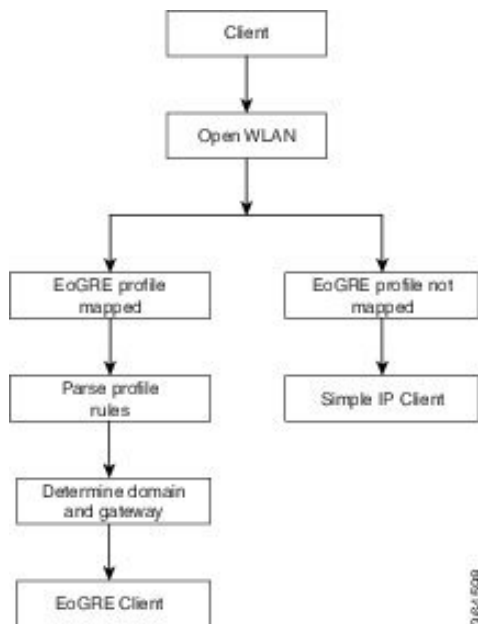 Client
Open WLAN
EoGRE profile
mapped
EoGRE profile not
mapped
Parse profile
rules
Simple IP Client
Determine domain
and gateway
EoGRE Client